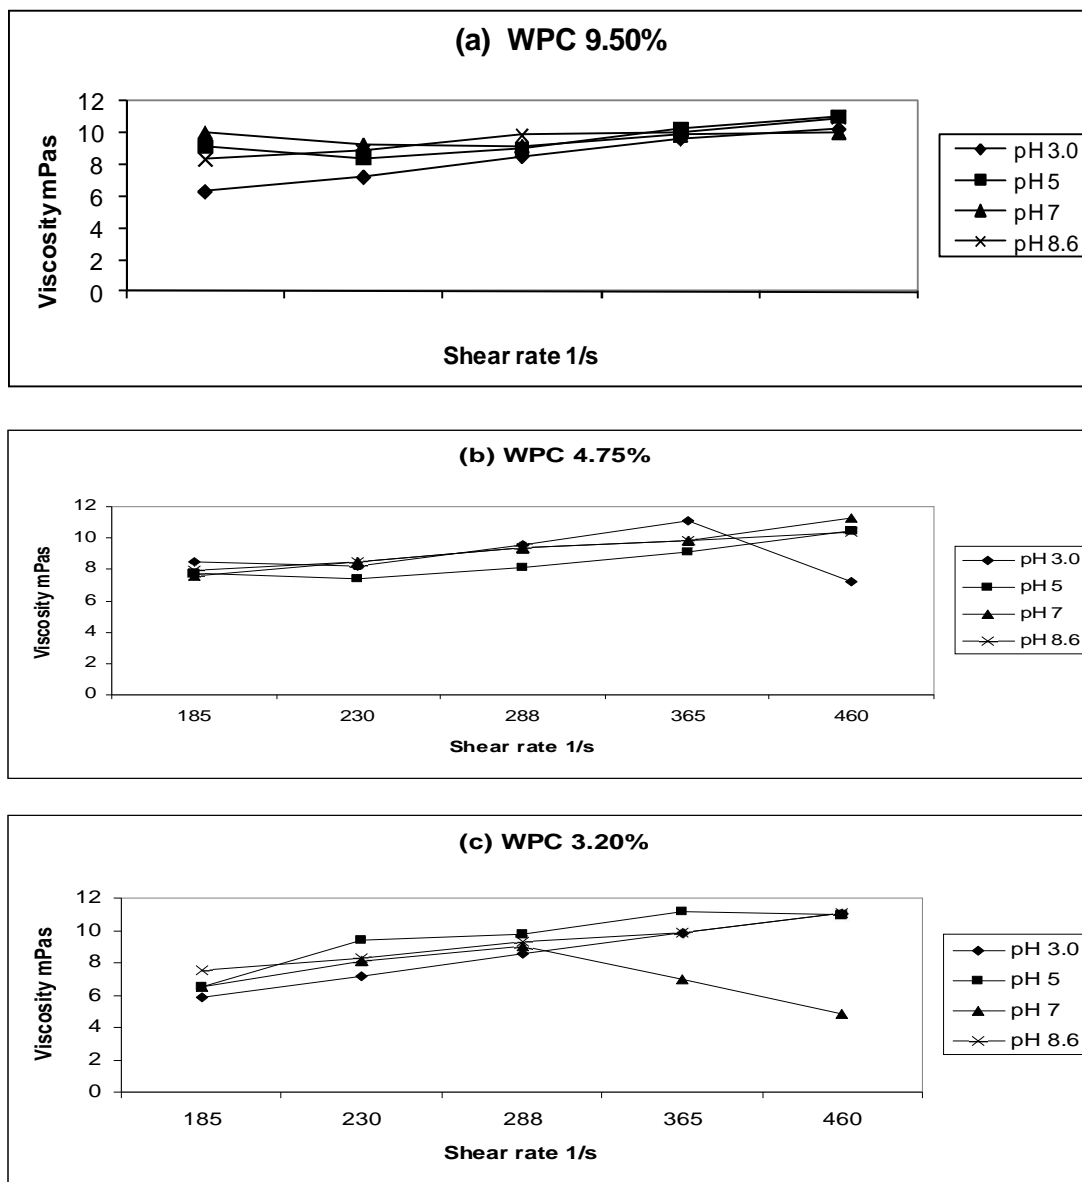 (a) WPC 9.50%
12
10
8
6
4
2
0
Viscosity mPas
Shear rate 1/s
pH 3.0
pH 5
pH 7
pH 8.6
(b) WPC 4.75%
12
10
8
6
4
2
0
Viscosity mPas
185 230 288 365 460
Shear rate 1/s
pH 3.0
pH 5
pH 7
pH 8.6
(c) WPC 3.20%
12
10
8
6
4
2
0
Viscosity mPas
185 230 288 365 460
Shear rate 1/s
pH 3.0
pH 5
pH 7
pH 8.6